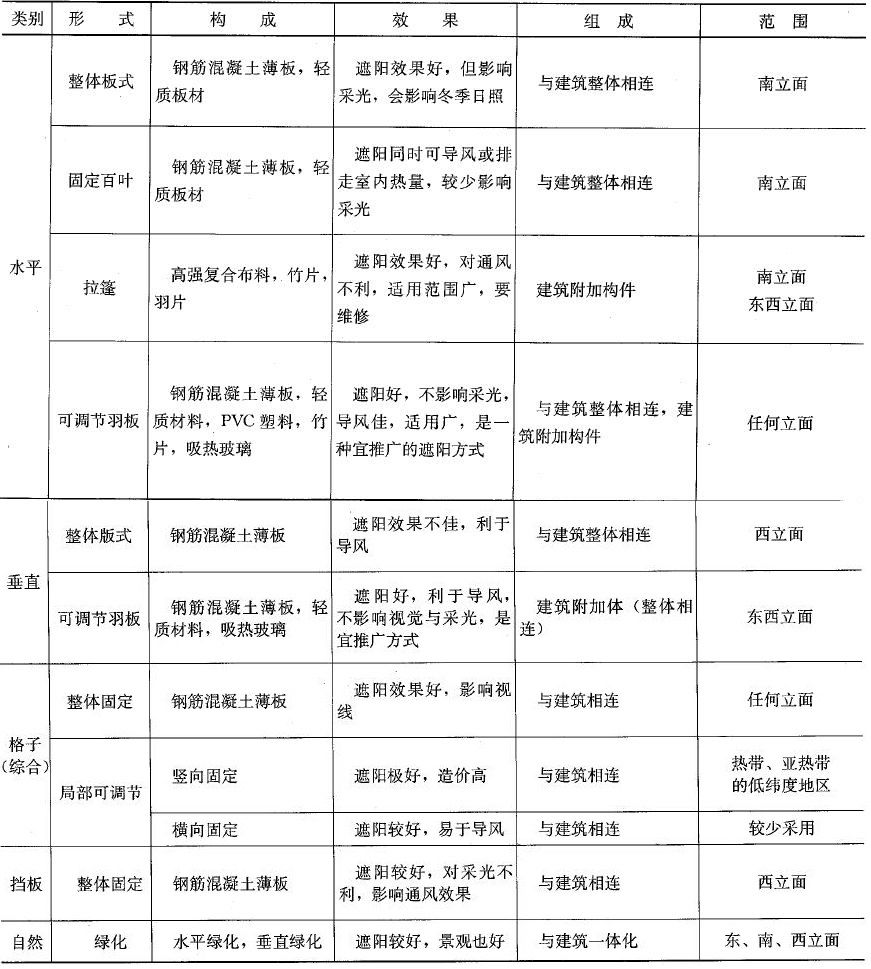 类别 形式 构成 效果 组成 范围
水平
整体板式
钢筋混凝土薄板，轻
质板材
遮阳效果好，但影响
采光，会影响冬季日照
与建筑整体相连
南立面
固定百叶
钢筋混凝土薄板，轻
质板材
遮阳同时可导风或排
走室内热量，较少影响
采光
与建筑整体相连
南立面
拉篷
高强复合布料，竹片，
羽片
遮阳效果好，对通风
不利，适用范围广，要
维修
建筑附加构件
南立面
东西立面
可调节羽板
钢筋混凝土薄板，轻
质材料，PVC塑料，竹
片，吸热玻璃
遮阳好，不影响采光，
导风佳，适用广，是一
种宜推广的遮阳方式
与建筑整体相连，建
筑附加构件
任何立面
垂直
整体版式
钢筋混凝土薄板
遮阳效果不佳，利于
导风
与建筑整体相连
西立面
可调节羽板
钢筋混凝土薄板，轻
质材料，吸热玻璃
遮阳好，利于导风，
不影响视觉与采光，是
宜推广方式
建筑附加体（整体相
连）
东西立面
格子
（综合）
整体固定
钢筋混凝土薄板
遮阳效果好，影响视
线
与建筑相连
任何立面
局部可调节
竖向固定
遮阳极好，造价高
与建筑相连
热带、亚热带
的低纬度地区
横向固定
遮阳较好，易于导风
与建筑相连
较少采用
挡板
整体固定
钢筋混凝土薄板
遮阳较好，对采光不
利，影响通风效果
与建筑相连
西立面
自然
绿化
水平绿化，垂直绿化
遮阳较好，景观也好
与建筑一体化
东、南、西立面